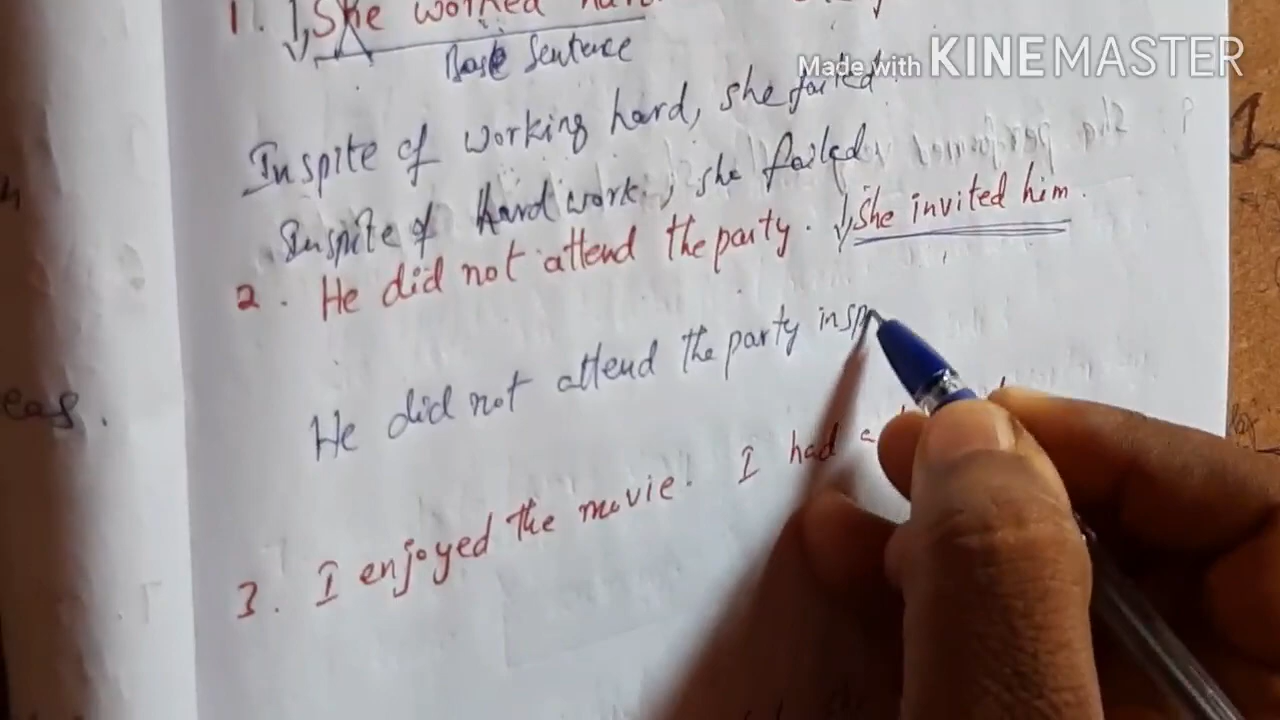 Made with KINEMASTER
1. She worked hard
Base Sentence
Inspite of working hard, she failed.
Inspite of Hard work, she failed
2. He did not attend the party. She invited him.
He did not attend the party insp
3. I enjoyed the movie. I had a
eas.